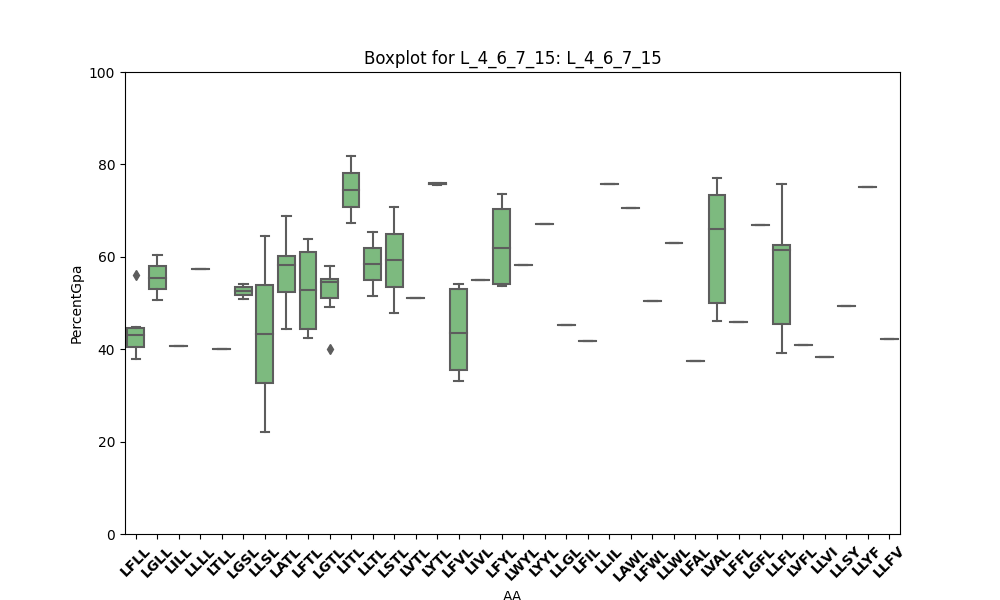 Boxplot for L_4_6_7_15: L_4_6_7_15
100
80
60
40
20
0
PercentGpa
LFLL LGLL LILL LLLL LTLL LGSL LLSL LATL LFTL LGTL LITL LLTL LSTL LVTL LYTL LFVL LIVL LFYL LWYL LYYL LLGL LFIL LLIL LAWL LFWL LLWL LFAL LVAL LFFL LGFL LLFL LVFL LLVI LLSY LLYF LLFV
AA